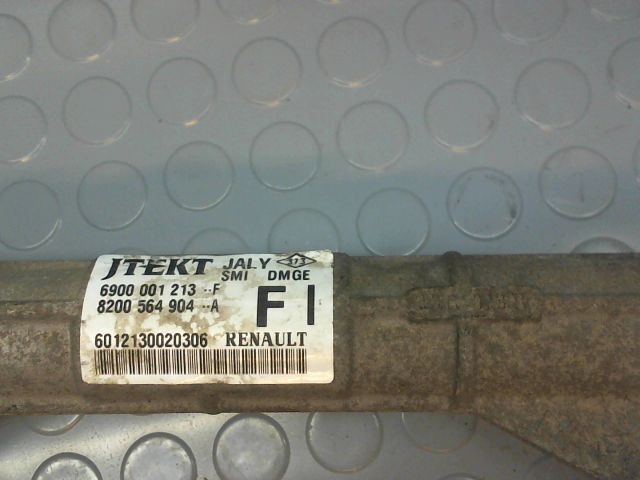 JTEKT JALY
SMI DMGE
6900 001 213 --F
8200 564 904 --A
F I
6012130020306 RENAULT